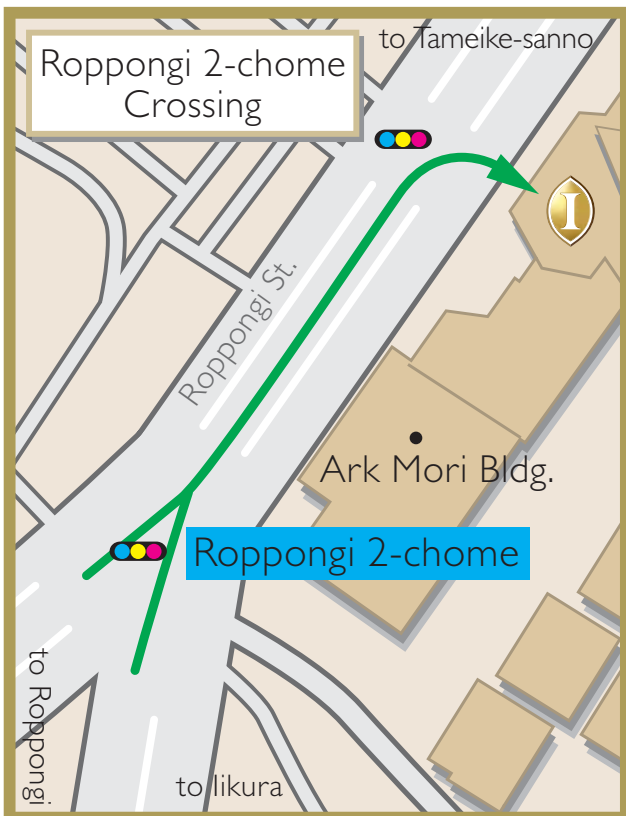 to Tameike-sanno
Roppongi 2-chome
Crossing
I
Roppongi St.
Ark Mori Bldg.
Roppongi 2-chome
to Roppongi
to Iikura